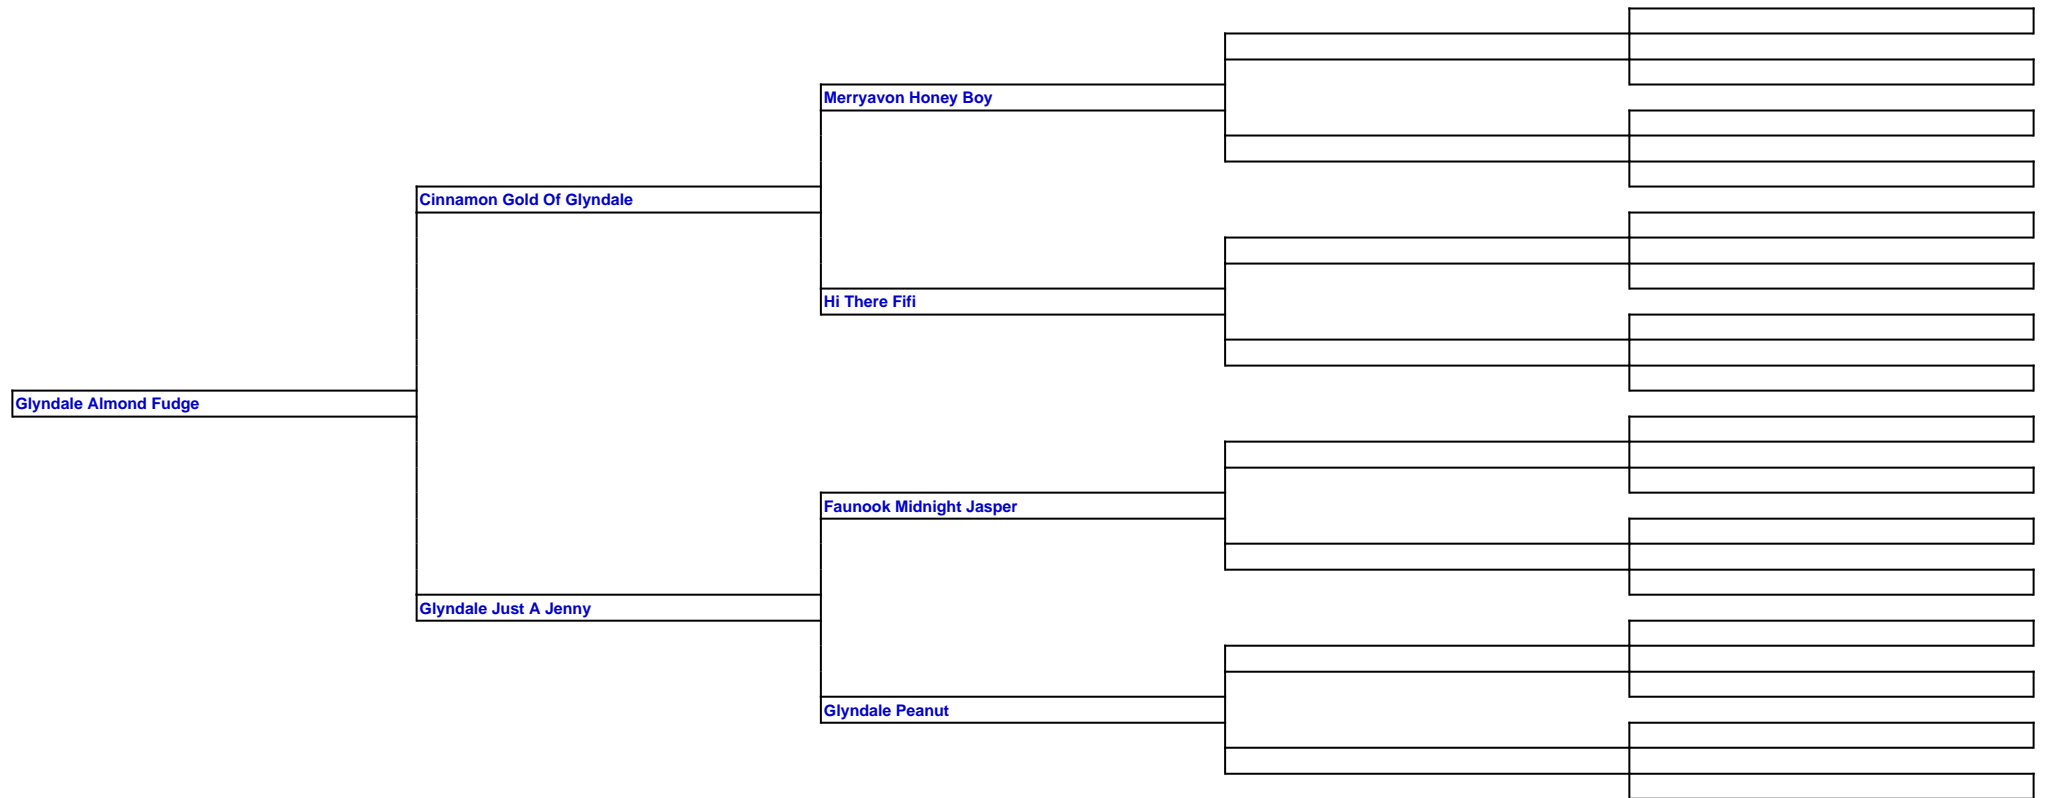 Merryavon Honey Boy
Cinnamon Gold Of Glyndale
Hi There Fifi
Glyndale Almond Fudge
Faunook Midnight Jasper
Glyndale Just A Jenny
Glyndale Peanut